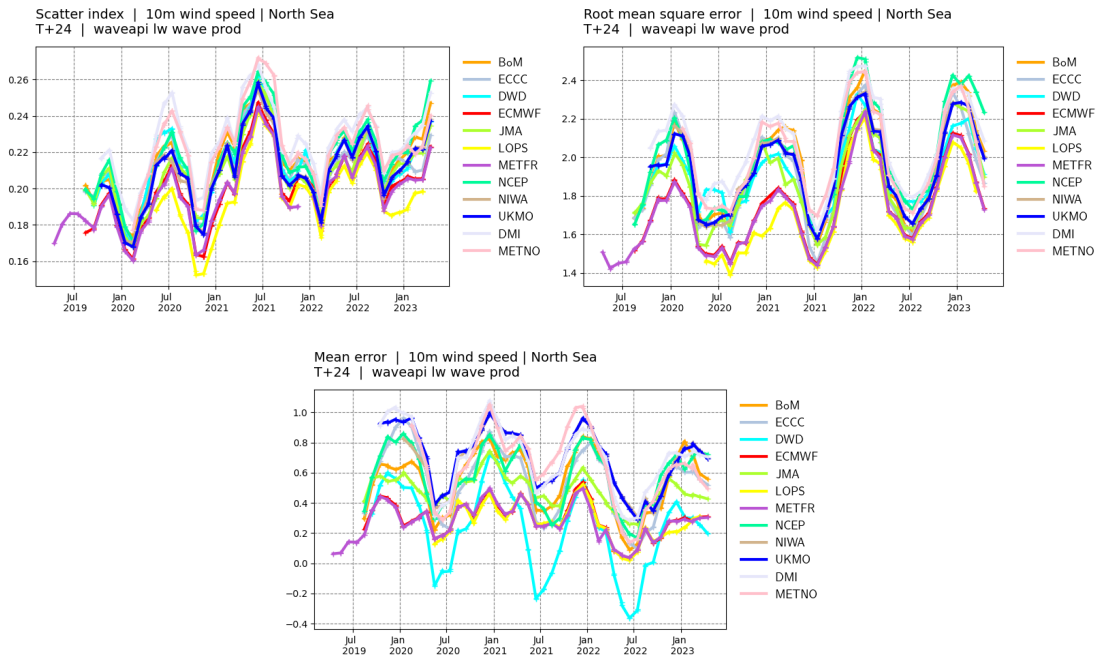 Scatter index | 10m wind speed | North Sea
T+24 | waveapi lw wave prod
0.26
0.24
0.22
0.20
0.18
0.16
Jul
2019
Jan
2020
Jul
2020
Jan
2021
Jul
2021
Jan
2022
Jul
2022
Jan
2023
BoM
ECCC
DWD
ECMWF
JMA
LOPS
METFR
NCEP
NIWA
UKMO
DMI
METNO
Root mean square error | 10m wind speed | North Sea
T+24 | waveapi lw wave prod
2.4
2.2
2.0
1.8
1.6
1.4
Jul
2019
Jan
2020
Jul
2020
Jan
2021
Jul
2021
Jan
2022
Jul
2022
Jan
2023
BoM
ECCC
DWD
ECMWF
JMA
LOPS
METFR
NCEP
NIWA
UKMO
DMI
METNO
Mean error | 10m wind speed | North Sea
T+24 | waveapi lw wave prod
1.0
0.8
0.6
0.4
0.2
0.0
−0.2
−0.4
Jul
2019
Jan
2020
Jul
2020
Jan
2021
Jul
2021
Jan
2022
Jul
2022
Jan
2023
BoM
ECCC
DWD
ECMWF
JMA
LOPS
METFR
NCEP
NIWA
UKMO
DMI
METNO